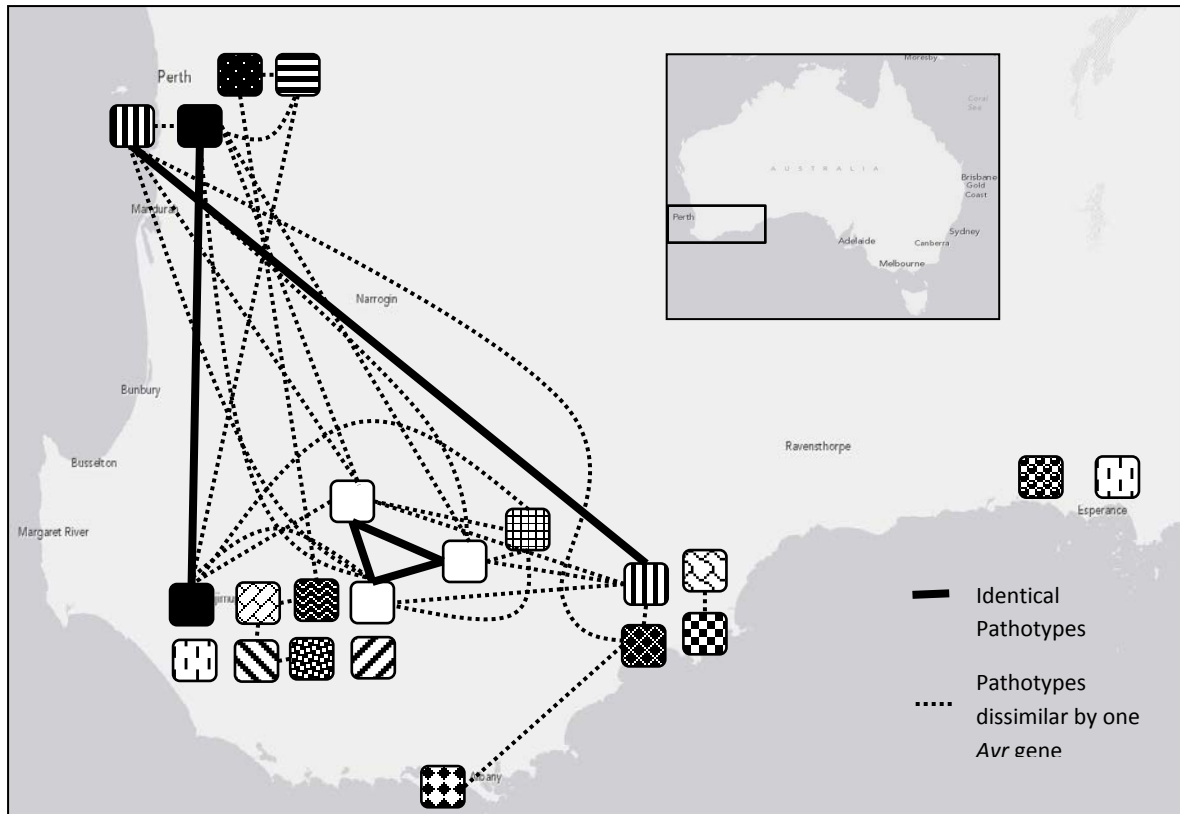 Perth
Mandurah
Narrogin
Bunbury
Busselton
Margaret River
jimu
Ravensthorpe
Esperance
Albany
Moresby
Coral
Sea
AUSTRALIA
Brisbane
Gold
Coast
Perth
Sydney
Adelaide
Canberra
Melbourne
Identical
Pathotypes
Pathotypes
dissimilar by one
Avr gene